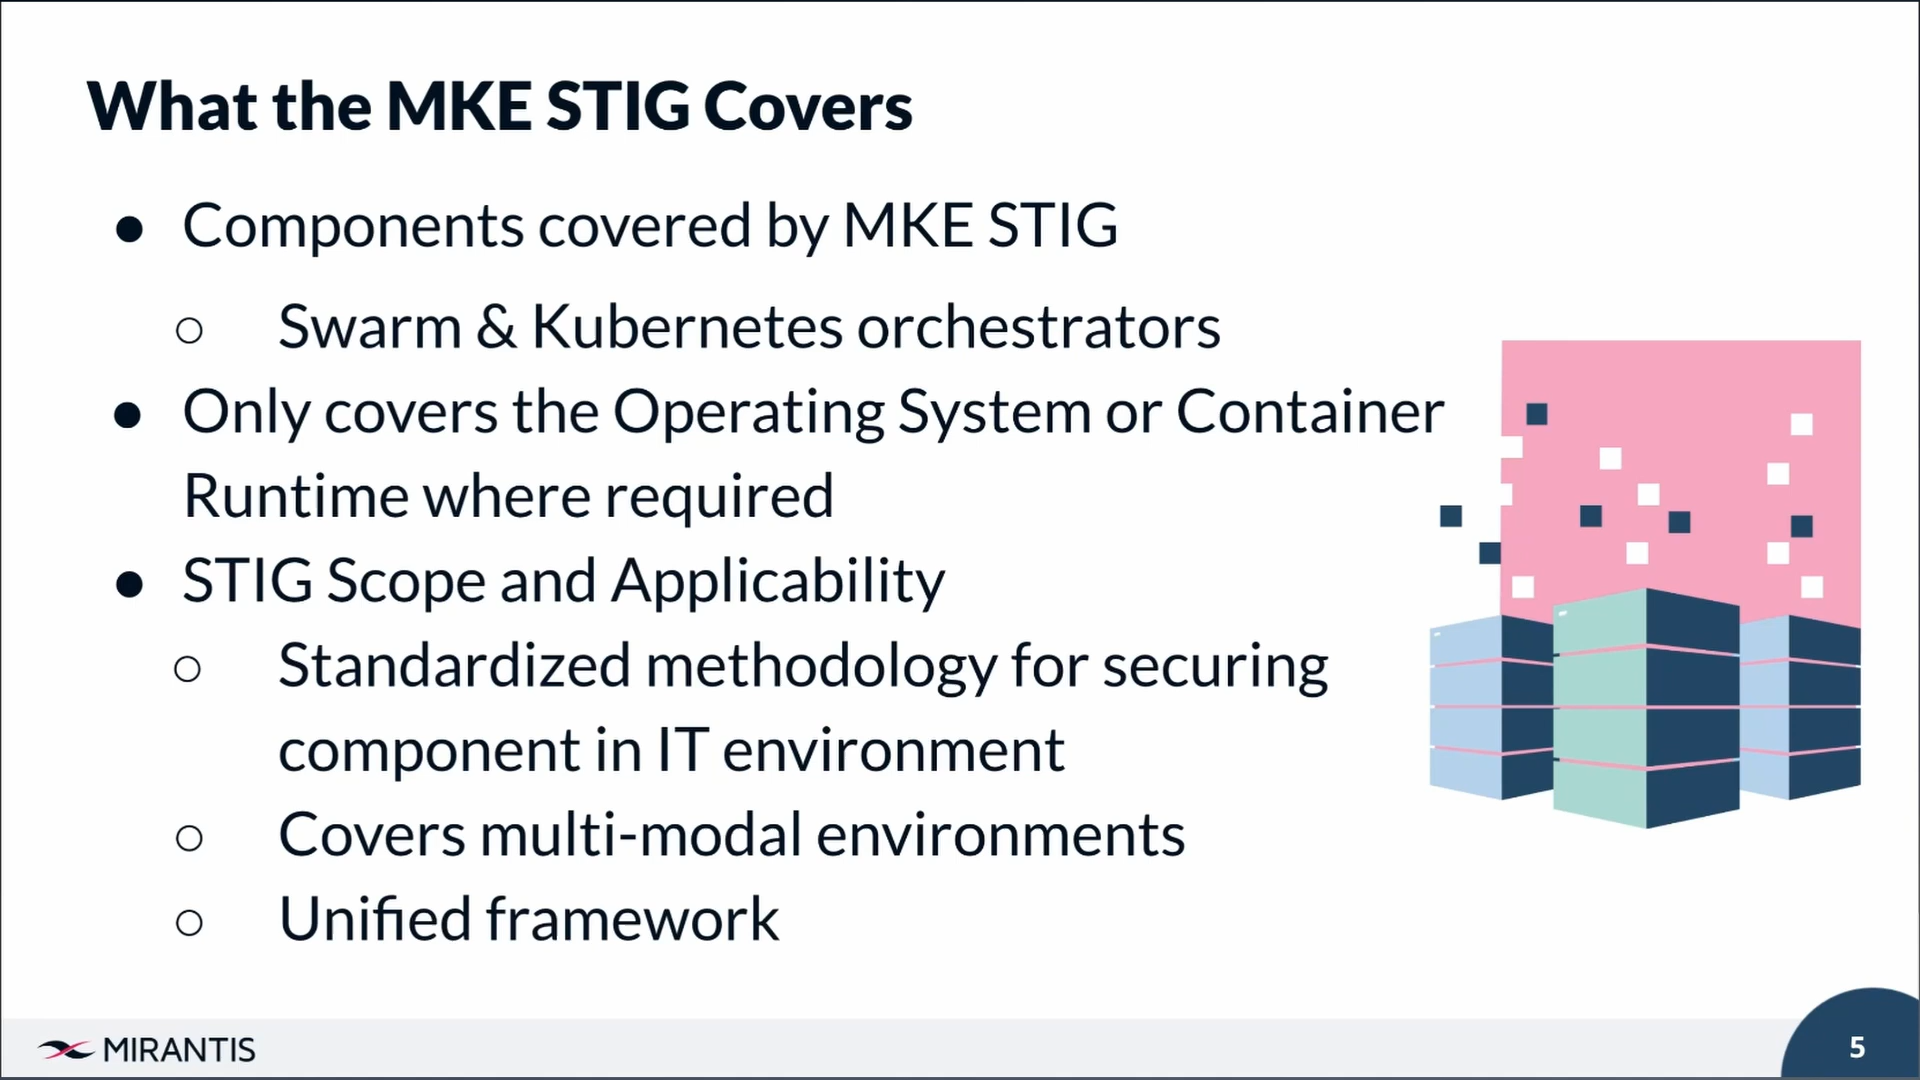 What the MKE STIG Covers
● Components covered by MKE STIG
○ Swarm & Kubernetes orchestrators
● Only covers the Operating System or Container
Runtime where required
● STIG Scope and Applicability
○ Standardized methodology for securing
component in IT environment
○ Covers multi-modal environments
○ Unified framework
MIRANTIS
5